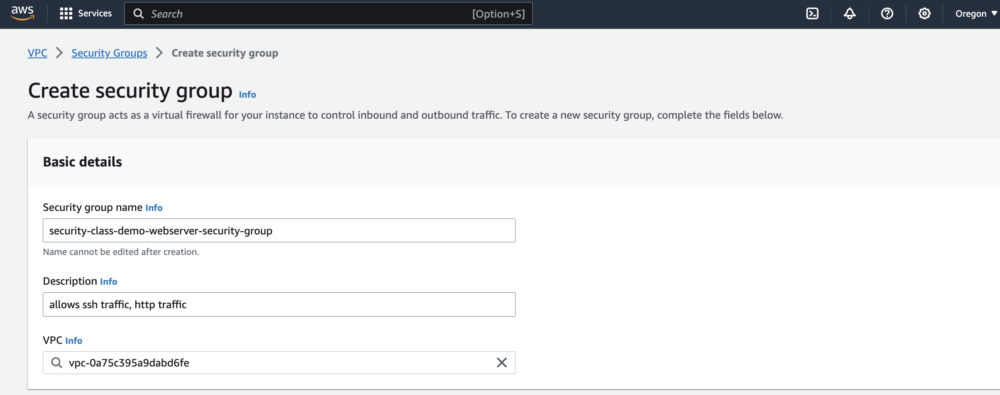 aws Services Search [Option+S] Oregon
VPC Security Groups Create security group
Create security group Info
A security group acts as a virtual firewall for your instance to control inbound and outbound traffic. To create a new security group, complete the fields below.
Basic details
Security group name Info
security-class-demo-webserver-security-group
Name cannot be edited after creation.
Description Info
allows ssh traffic, http traffic
VPC Info
vpc-0a75c395a9dabd6fe